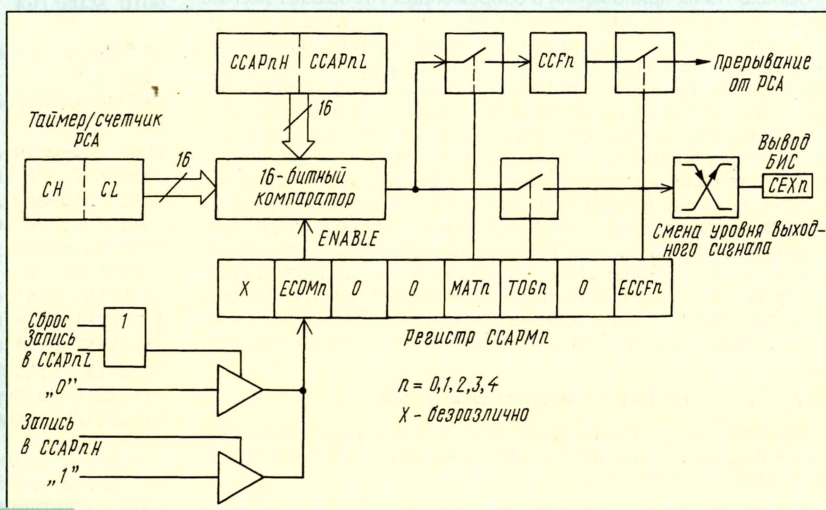 CCAPnH CCAPnL
16
Таймер/счетчик
PCA
CH CL
16
16-битный
компаратор
ENABLE
CCFn
Прерывание
от PCA
Вывод
БИС
CEXn
Смена уровня выход-
ного сигнала
X ECOMn 0 0 MATn TOGn 0 ECCFn
Регистр CCAPMn
n = 0,1,2,3,4
X - безразлично
Сброс
Запись
в CCAPnL
1
„0”
Запись
в CCAPnH
„1”